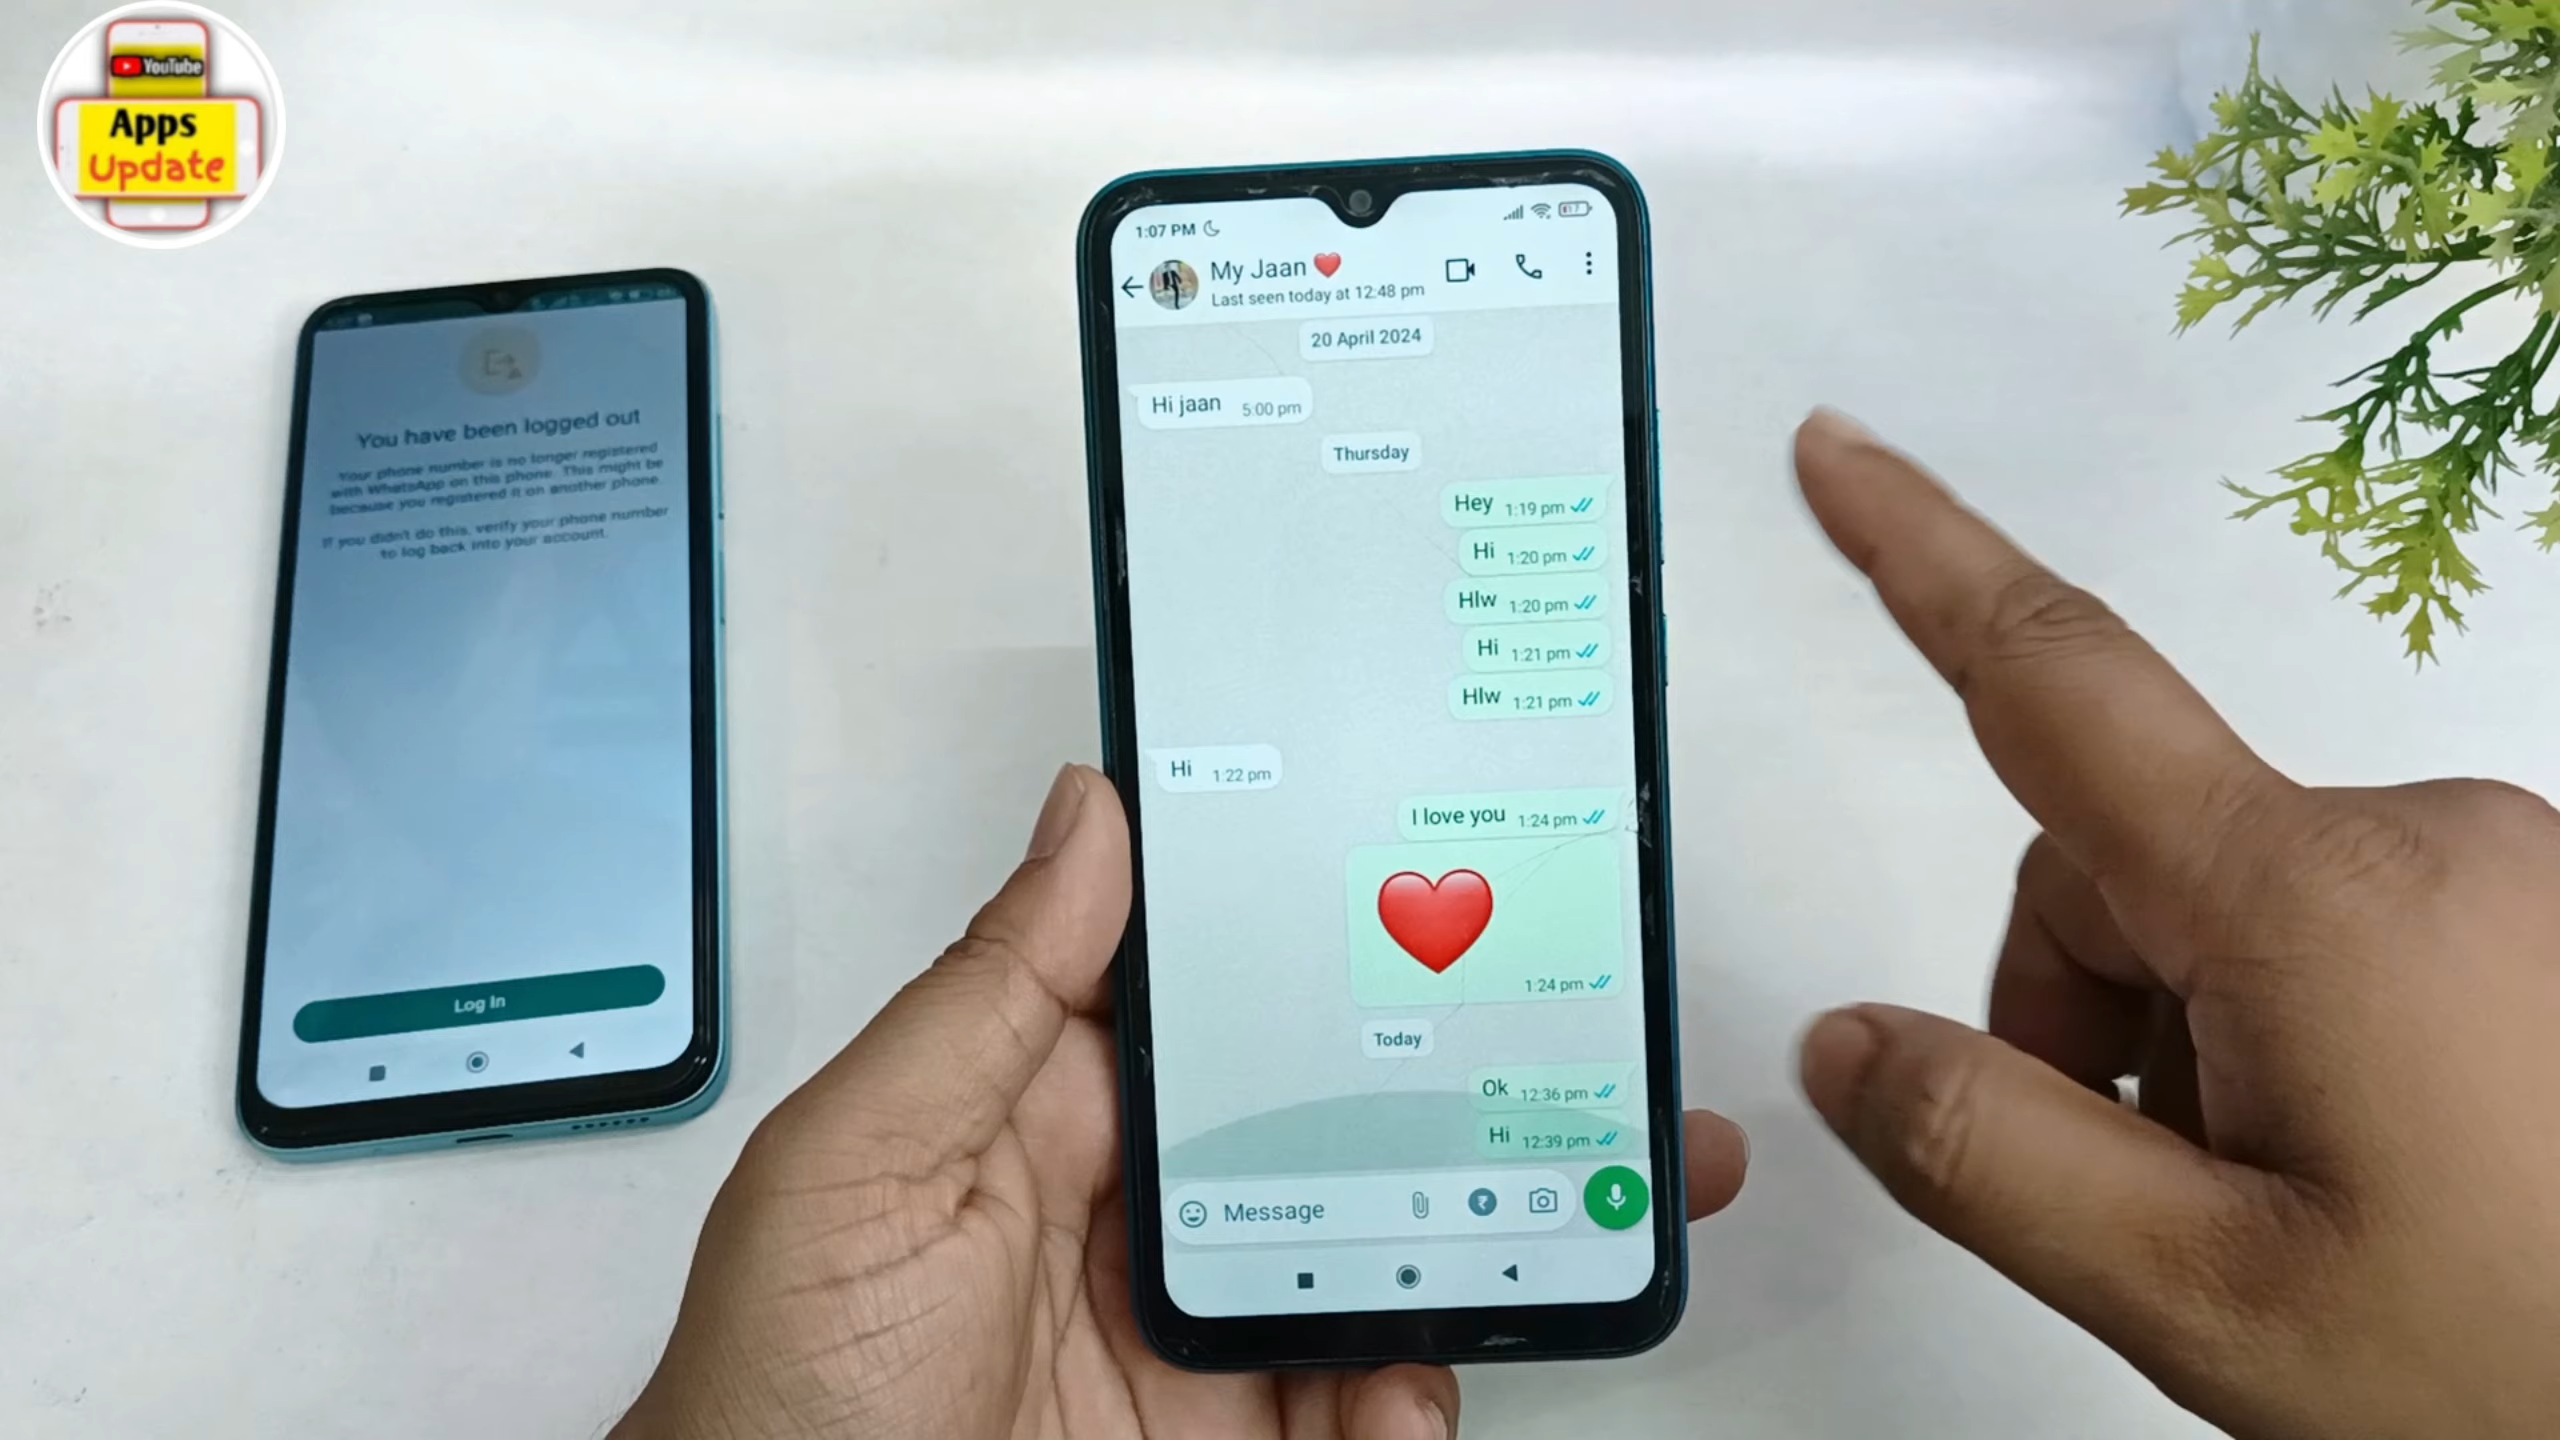 YouTube
Apps
Update
You have been logged out
Your phone number is no longer registered
with WhatsApp on this phone. This might be
because you registered it on another phone.
If you didn't do this, verify your phone number
to log back into your account.
Log In
1:07 PM
17
My Jaan ❤️
Last seen today at 12:48 pm
20 April 2024
Hi jaan 5:00 pm
Thursday
Hey 1:19 pm
Hi 1:20 pm
Hlw 1:20 pm
Hi 1:21 pm
Hlw 1:21 pm
Hi 1:22 pm
I love you 1:24 pm
❤️
1:24 pm
Today
Ok 12:36 pm
Hi 12:39 pm
Message ₹